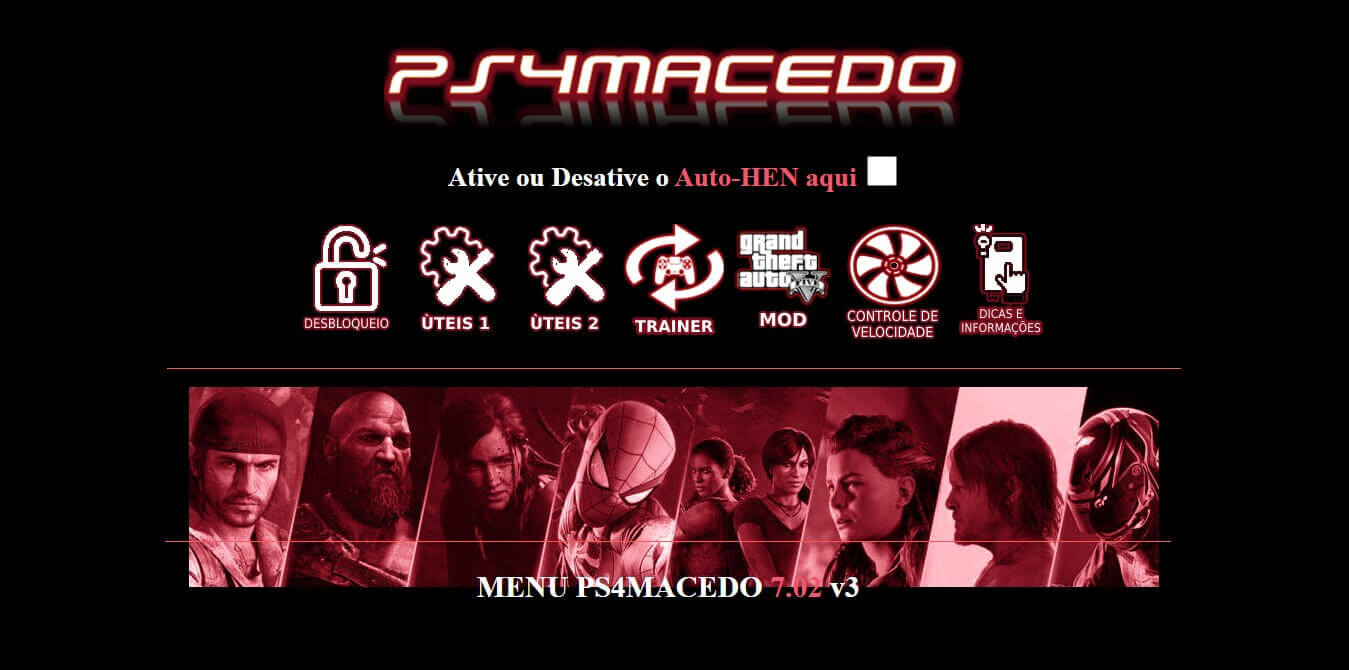 PS4MACEDO
Ative ou Desative o Auto-HEN aqui
DESBLOQUEIO
ÙTEIS 1
ÙTEIS 2
TRAINER
grand
theft
auto
V
FIVE
MOD
CONTROLE DE
VELOCIDADE
DICAS E
INFORMAÇÕES
MENU PS4MACEDO 7.02 v3